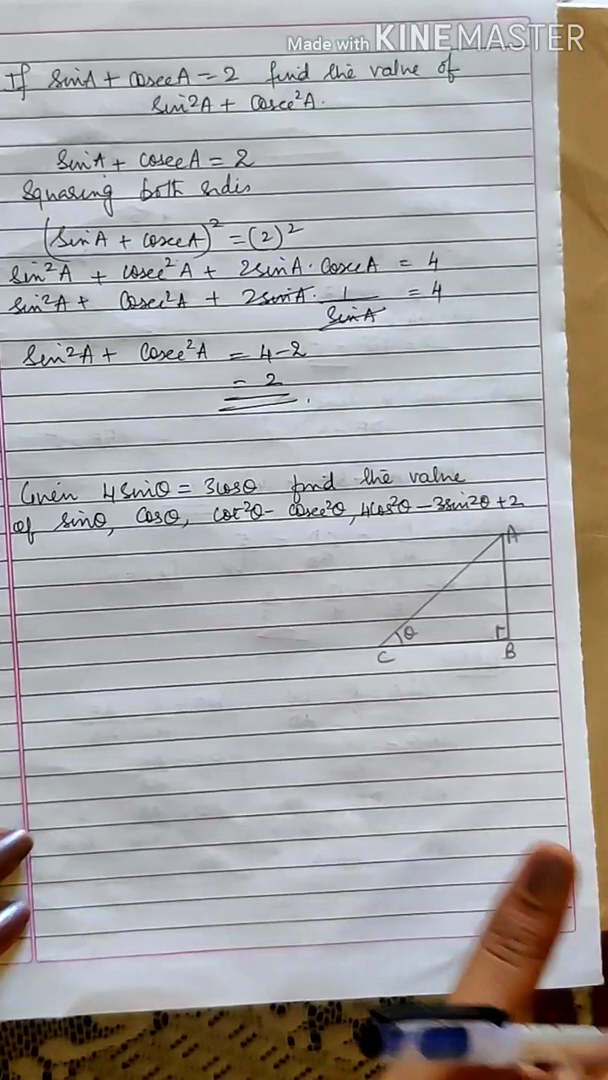 Made with KINEMASTER
If sinA + cosecA = 2 find the value of
sin²A + cosec²A.
sinA + cosecA = 2
Squaring both sides
(sinA + cosecA)² = (2)²
sin²A + cosec²A + 2sinA · cosecA = 4
sin²A + cosec²A + 2sinA · 1/sinA = 4
sin²A + cosec²A = 4-2
= 2
Given 4sinθ = 3cosθ find the value
of sinθ, cosθ, cot²θ - cosec²θ, 4cos²θ - 3sin²θ + 2
A
θ
C
B